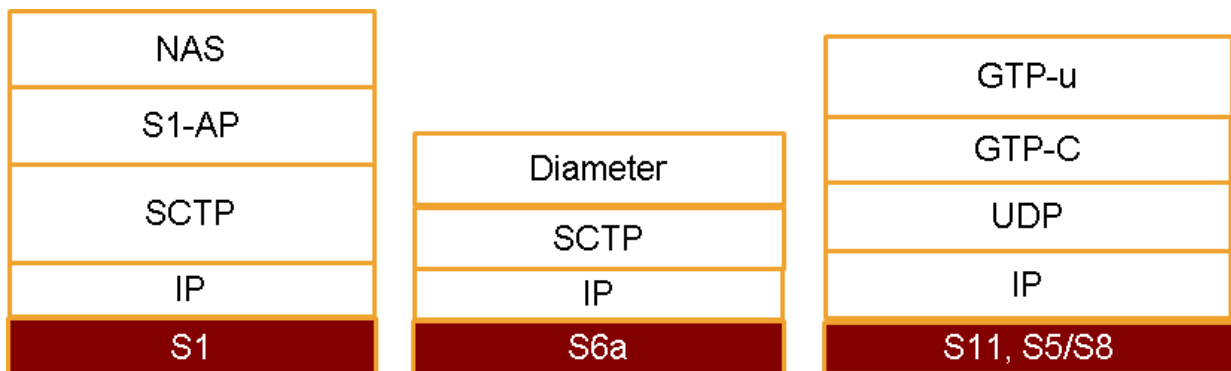 NAS
S1-AP
SCTP
IP
S1
Diameter
SCTP
IP
S6a
GTP-u
GTP-C
UDP
IP
S11, S5/S8